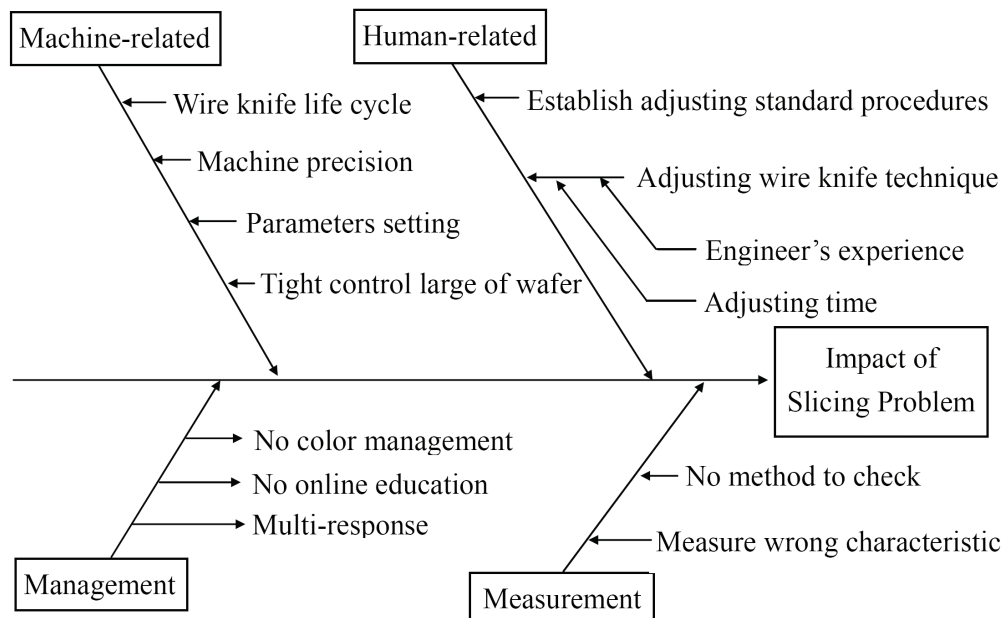 Machine-related
Human-related
Wire knife life cycle
Establish adjusting standard procedures
Machine precision
Adjusting wire knife technique
Parameters setting
Engineer’s experience
Tight control large of wafer
Adjusting time
Impact of
Slicing Problem
No color management
No method to check
No online education
Multi-response
Measure wrong characteristic
Management
Measurement